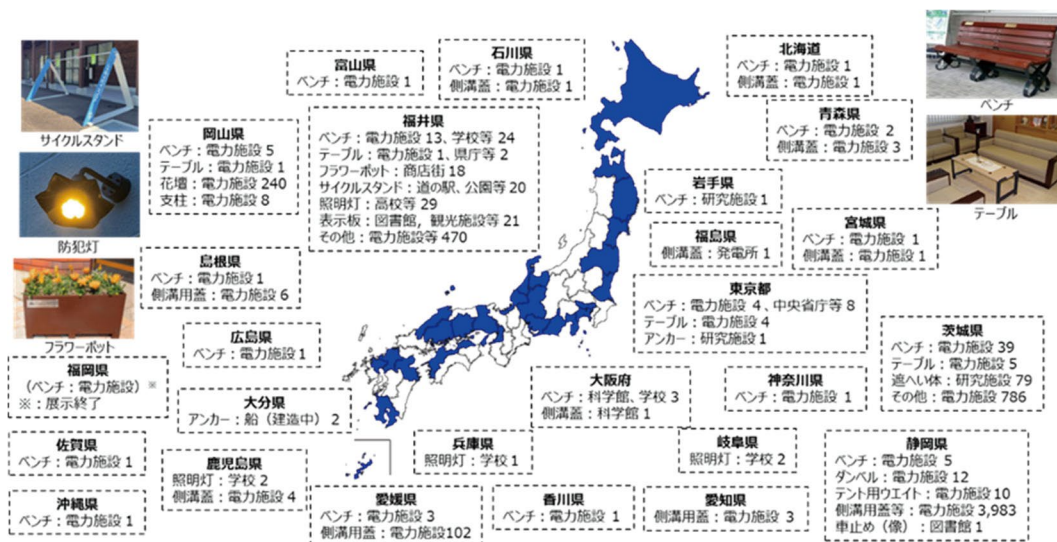 富山県
ベンチ：電力施設 1
石川県
ベンチ：電力施設 1
側溝蓋：電力施設 1
北海道
ベンチ：電力施設 1
側溝蓋：電力施設 1
ベンチ
サイクルスタンド
岡山県
ベンチ：電力施設 5
テーブル：電力施設 1
花壇：電力施設 240
支柱：電力施設 8
福井県
ベンチ：電力施設 13、学校等 24
テーブル：電力施設 1、県庁等 2
フラワーポット：商店街 18
サイクルスタンド：道の駅、公園等 20
照明灯：高校等 29
表示板：図書館，観光施設等 21
その他：電力施設等 470
青森県
ベンチ：電力施設 2
側溝蓋：電力施設 3
テーブル
防犯灯
岩手県
ベンチ：研究施設 1
宮城県
ベンチ：電力施設 1
側溝蓋：電力施設 1
福島県
側溝蓋：発電所 1
島根県
ベンチ：電力施設 1
側溝用蓋：電力施設 6
東京都
ベンチ：電力施設 4、中央省庁等 8
テーブル：電力施設 4
アンカー：研究施設 1
フラワーポット
広島県
ベンチ：電力施設 1
茨城県
ベンチ：電力施設 39
テーブル：電力施設 5
遮へい体：研究施設 79
その他：電力施設 786
福岡県
（ベンチ：電力施設）※
※：展示終了
大分県
アンカー：船（建造中）2
大阪府
ベンチ：科学館、学校 3
側溝蓋：科学館 1
神奈川県
ベンチ：電力施設 1
佐賀県
ベンチ：電力施設 1
鹿児島県
照明灯：学校 2
側溝蓋：電力施設 4
兵庫県
照明灯：学校 1
岐阜県
照明灯：学校 2
静岡県
ベンチ：電力施設 5
ダンベル：電力施設 12
テント用ウエイト：電力施設 10
側溝用蓋等：電力施設 3,983
車止め（像）：図書館 1
沖縄県
ベンチ：電力施設 1
愛媛県
ベンチ：電力施設 3
側溝用蓋：電力施設102
香川県
ベンチ：電力施設 1
愛知県
側溝用蓋：電力施設 3